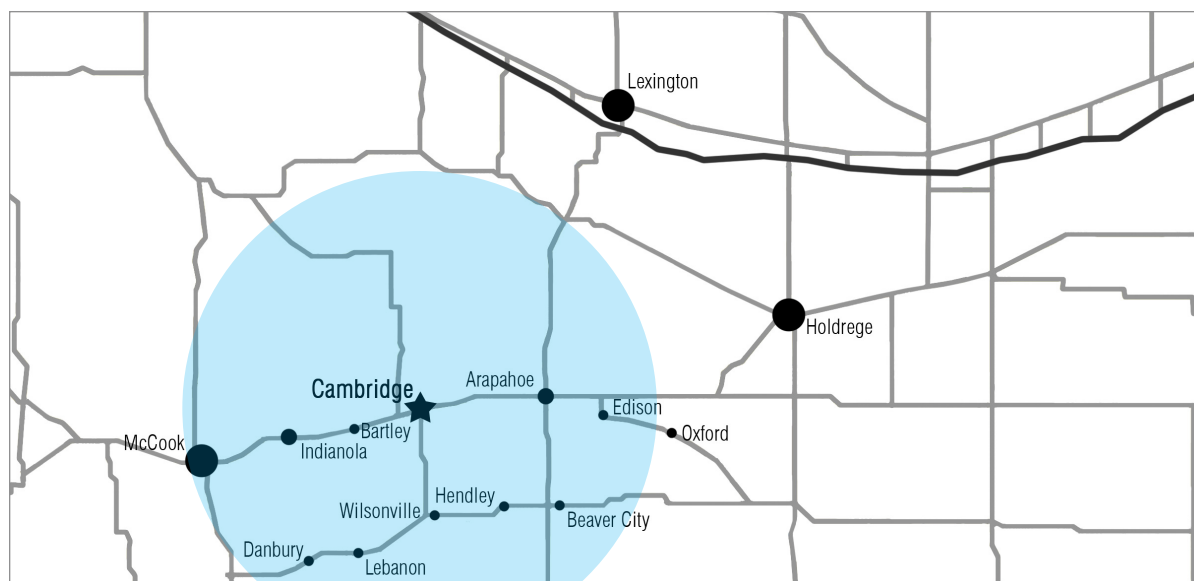 Lexington
Holdrege
Cambridge
Arapahoe
Edison
Bartley
Oxford
McCook
Indianola
Hendley
Wilsonville
Beaver City
Danbury
Lebanon